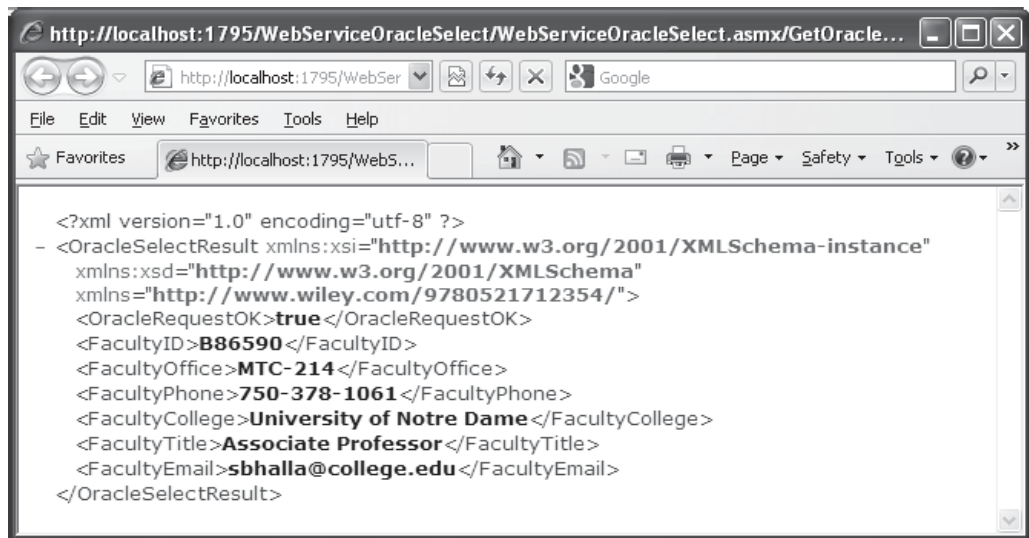 http://localhost:1795/WebServiceOracleSelect/WebServiceOracleSelect.asmx/GetOracle...
http://localhost:1795/WebSer
Google
File Edit View Favorites Tools Help
Favorites
http://localhost:1795/WebS...
Page Safety Tools
<?xml version="1.0" encoding="utf-8" ?>
- <OracleSelectResult xmlns:xsi="http://www.w3.org/2001/XMLSchema-instance"
xmlns:xsd="http://www.w3.org/2001/XMLSchema"
xmlns="http://www.wiley.com/9780521712354/">
<OracleRequestOK>true</OracleRequestOK>
<FacultyID>B86590</FacultyID>
<FacultyOffice>MTC-214</FacultyOffice>
<FacultyPhone>750-378-1061</FacultyPhone>
<FacultyCollege>University of Notre Dame</FacultyCollege>
<FacultyTitle>Associate Professor</FacultyTitle>
<FacultyEmail>sbhalla@college.edu</FacultyEmail>
</OracleSelectResult>